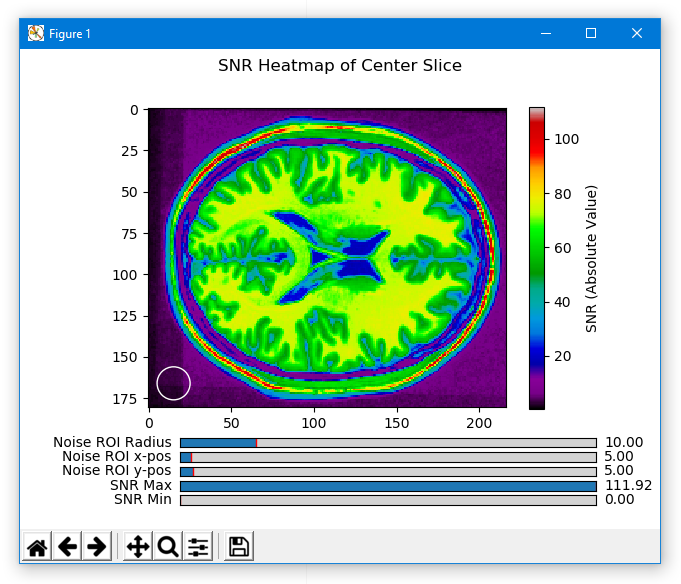 Figure 1
SNR Heatmap of Center Slice
0
25
50
75
100
125
150
175
0 50 100 150 200
100
80
60
40
20
SNR (Absolute Value)
Noise ROI Radius 10.00
Noise ROI x-pos 5.00
Noise ROI y-pos 5.00
SNR Max 111.92
SNR Min 0.00